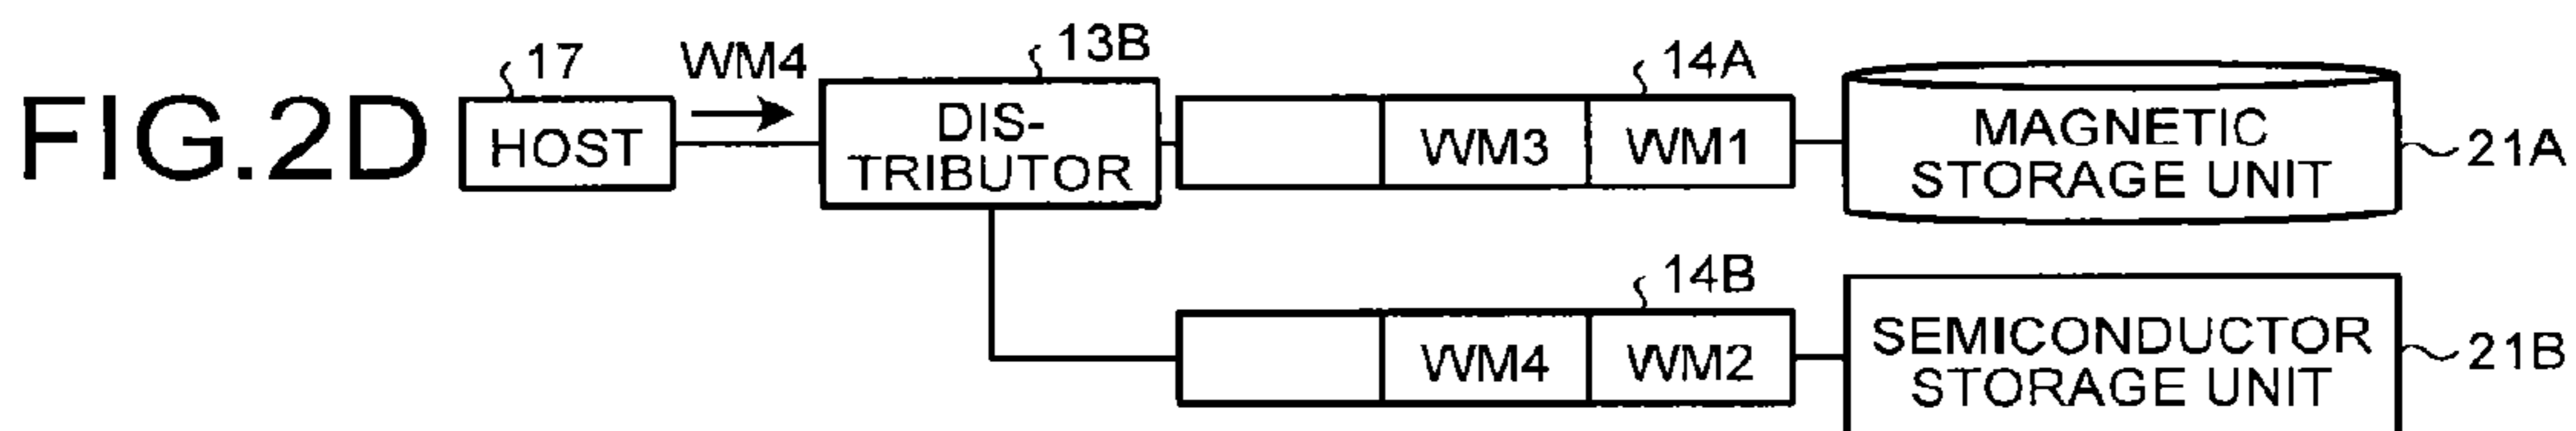 FIG.2D
17
HOST
WM4
13B
DIS-
TRIBUTOR
14A
WM3
WM1
MAGNETIC
STORAGE UNIT
21A
14B
WM4
WM2
SEMICONDUCTOR
STORAGE UNIT
21B